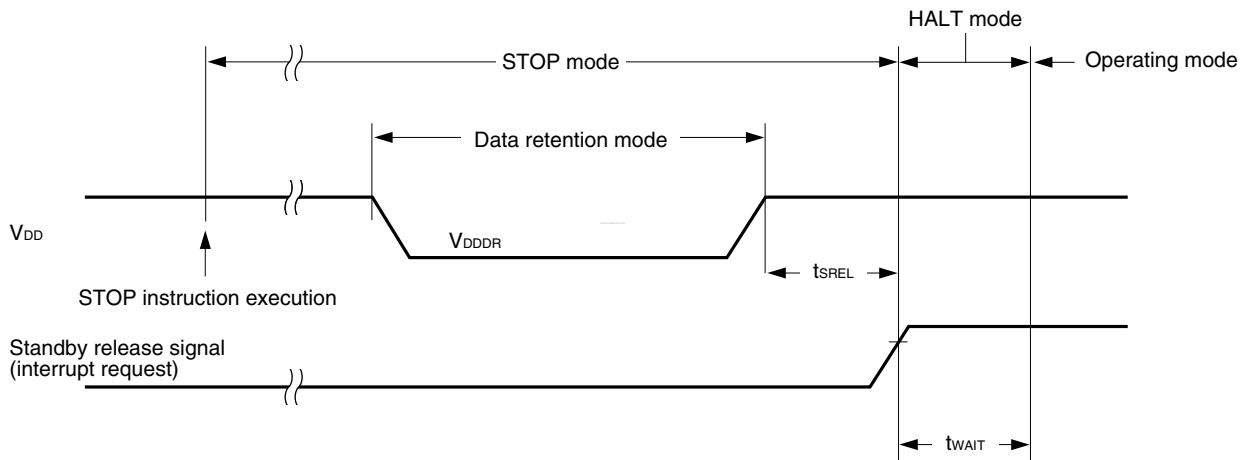 HALT mode
STOP mode
Operating mode
Data retention mode
VDD
VDDDR
tSREL
STOP instruction execution
Standby release signal
(interrupt request)
tWAIT